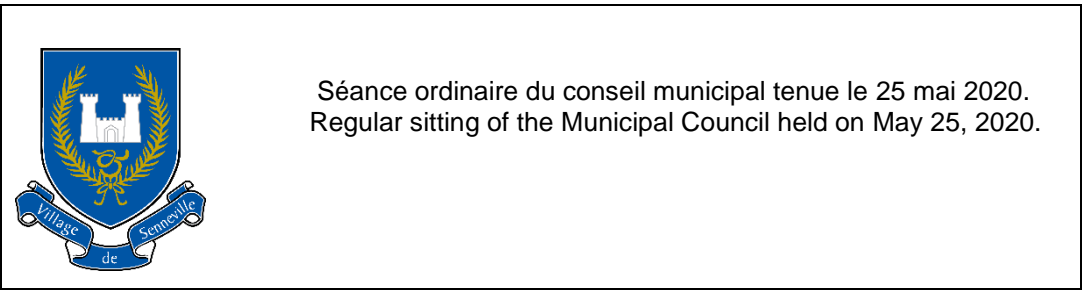 Séance ordinaire du conseil municipal tenue le 25 mai 2020.
Regular sitting of the Municipal Council held on May 25, 2020.
Village
de
Senneville